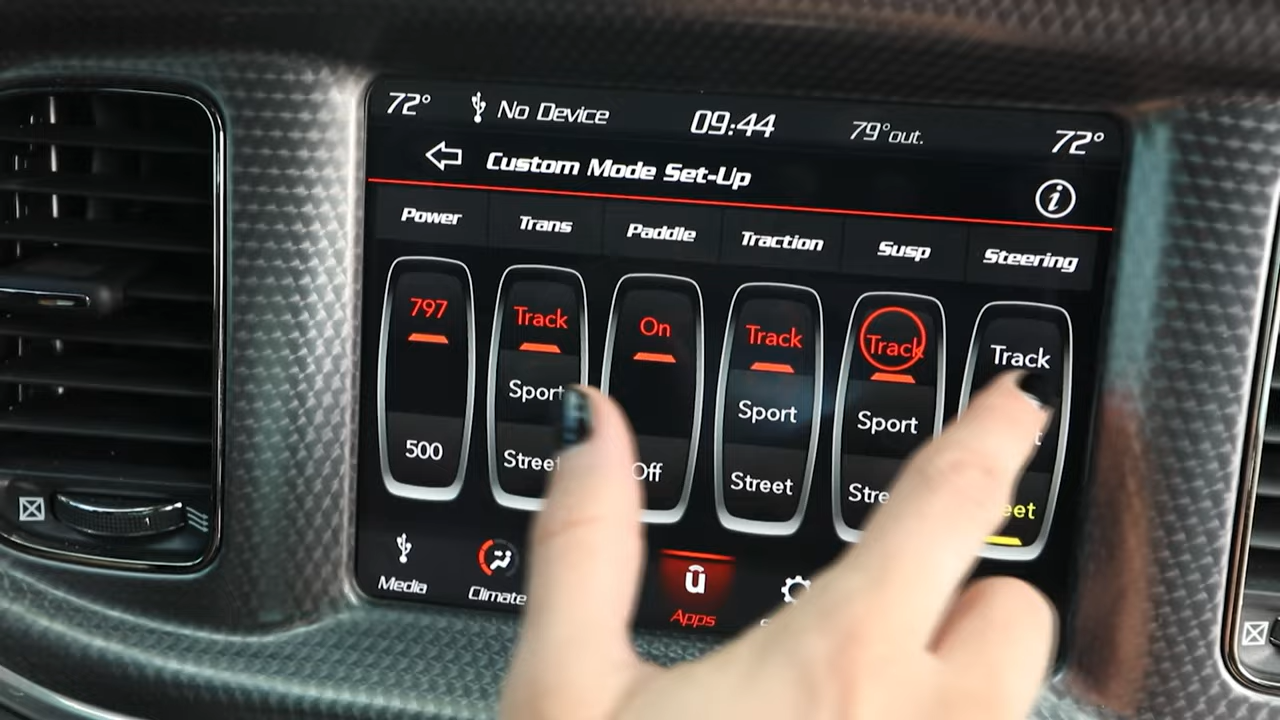 72° No Device 09:44 79°out. 72°
Custom Mode Set-Up i
Power Trans Paddle Traction Susp Steering
797 Track On Track Track Track
Sport Sport Sport
500 Street Off Street
Media Climate û
Apps